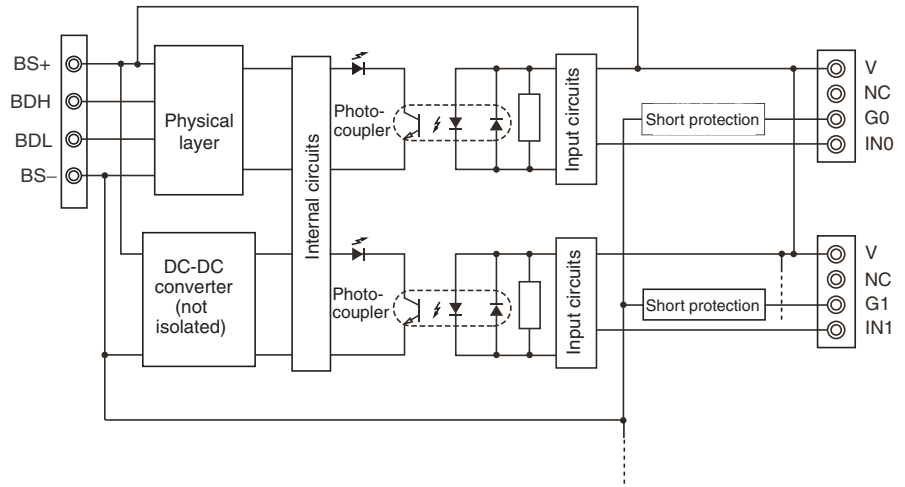 BS+
BDH
BDL
BS–
Physical
layer
DC-DC
converter
(not
isolated)
Internal circuits
Photo-
coupler
Input circuits
Short protection
V
NC
G0
IN0
Photo-
coupler
Input circuits
Short protection
V
NC
G1
IN1